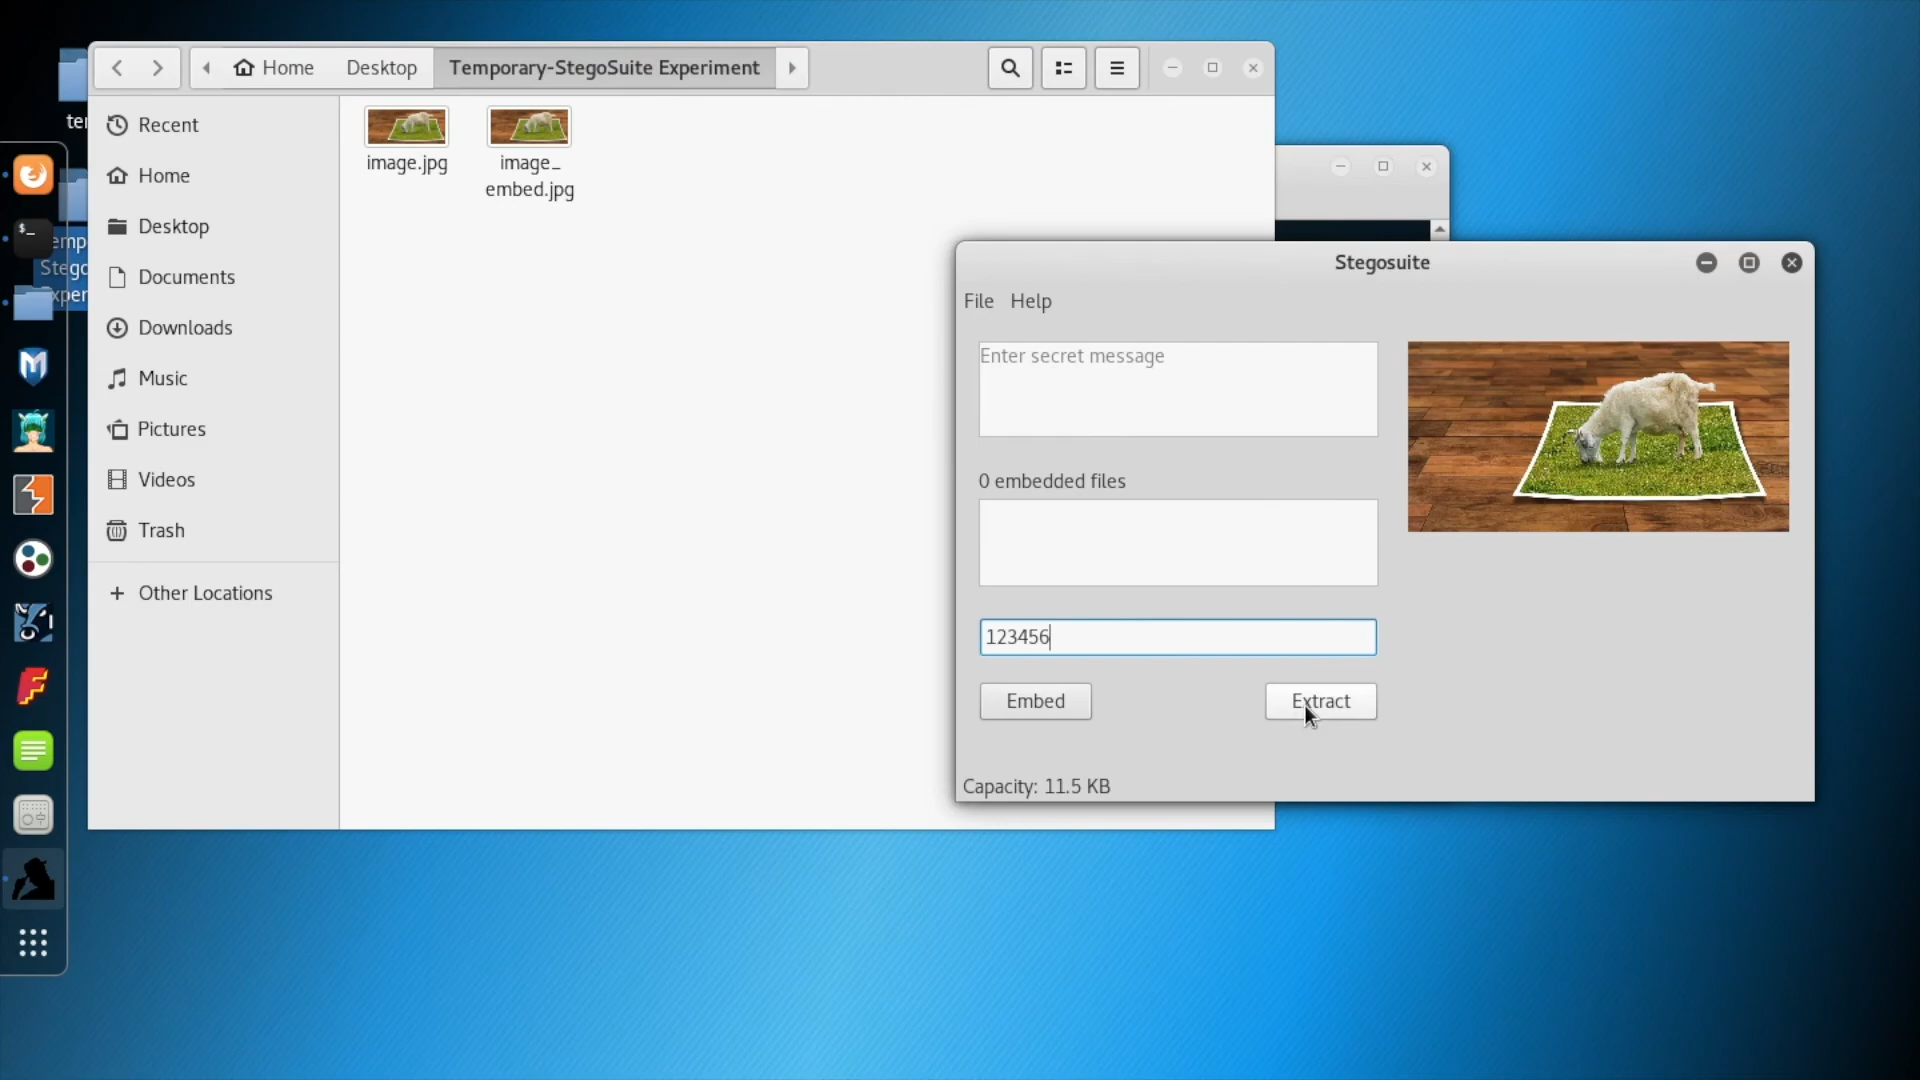 Home
Desktop
Temporary-StegoSuite Experiment
Recent
Home
Desktop
Documents
Downloads
Music
Pictures
Videos
Trash
+ Other Locations
image.jpg
image_
embed.jpg
$_
Stegosuite
File Help
Enter secret message
0 embedded files
123456
Embed
Extract
Capacity: 11.5 KB